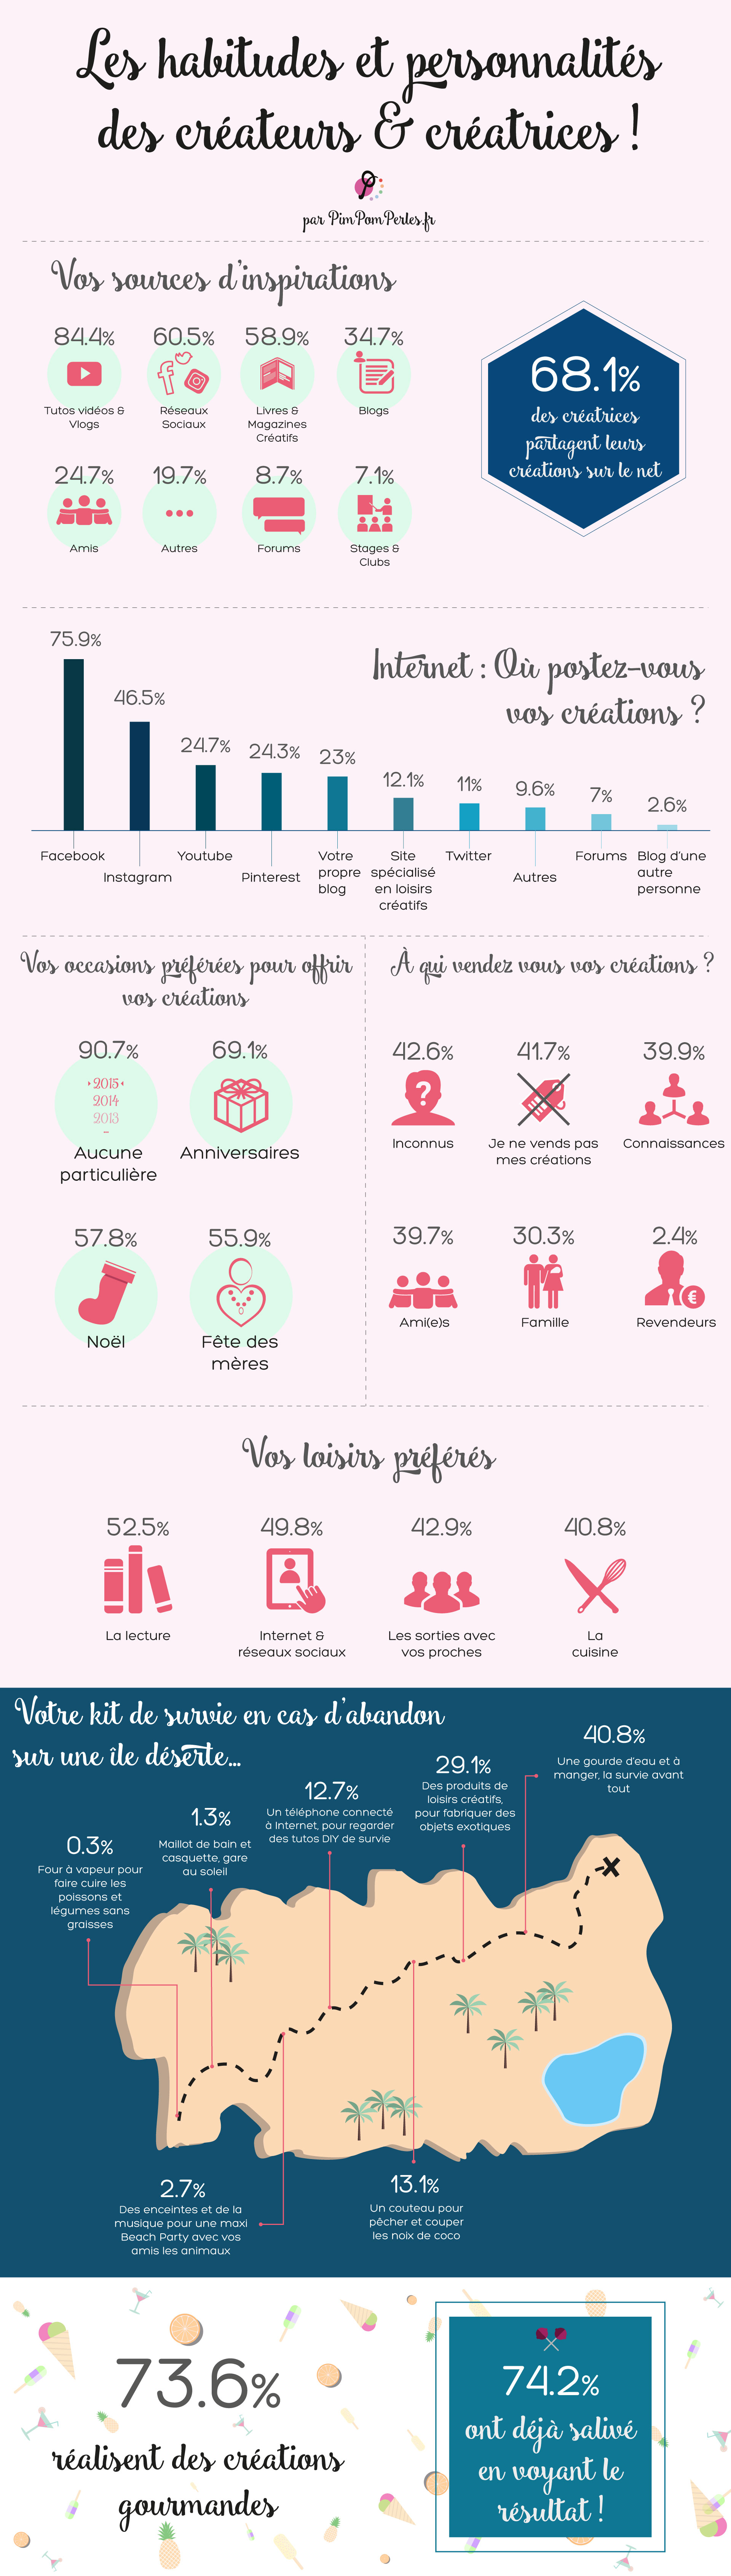 Les habitudes et personnalités
des créateurs & créatrices !
par PimPomPerles.fr
Vos sources d'inspirations
84.4%
60.5%
58.9%
34.7%
Tutos vidéos &
Vlogs
Réseaux
Sociaux
Livres &
Magazines
Créatifs
Blogs
24.7%
19.7%
8.7%
7.1%
Amis
Autres
Forums
Stages &
Clubs
68.1%
des créatrices
partagent leurs
créations sur le net
Internet : Où postez-vous
vos créations ?
75.9%
46.5%
24.7%
24.3%
23%
12.1%
11%
9.6%
7%
2.6%
Facebook
Instagram
Youtube
Pinterest
Votre
propre
blog
Site
spécialisé
en loisirs
créatifs
Twitter
Autres
Forums
Blog d'une
autre
personne
Vos occasions préférées pour offrir
vos créations
90.7%
2015
2014
2013
Aucune
particulière
69.1%
Anniversaires
57.8%
Noël
55.9%
Fête des
mères
À qui vendez vous vos créations ?
42.6%
?
Inconnus
41.7%
Je ne vends pas
mes créations
39.9%
Connaissances
39.7%
Ami(e)s
30.3%
Famille
2.4%
€
Revendeurs
Vos loisirs préférés
52.5%
La lecture
49.8%
Internet &
réseaux sociaux
42.9%
Les sorties avec
vos proches
40.8%
La
cuisine
Votre kit de survie en cas d'abandon
sur une île déserte...
0.3%
Four à vapeur pour
faire cuire les
poissons et
légumes sans
graisses
1.3%
Maillot de bain et
casquette, gare
au soleil
12.7%
Un téléphone connecté
à Internet, pour regarder
des tutos DIY de survie
29.1%
Des produits de
loisirs créatifs,
pour fabriquer des
objets exotiques
40.8%
Une gourde d'eau et à
manger, la survie avant
tout
2.7%
Des enceintes et de la
musique pour une maxi
Beach Party avec vos
amis les animaux
13.1%
Un couteau pour
pêcher et couper
les noix de coco
73.6%
réalisent des créations
gourmandes
74.2%
ont déjà salivé
en voyant le
résultat !